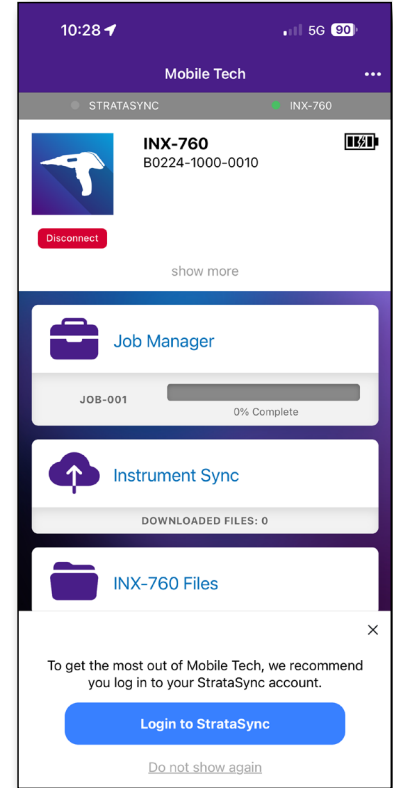 10:28
5G 90
Mobile Tech
STRATASYNC
INX-760
INX-760
B0224-1000-0010
Disconnect
show more
Job Manager
JOB-001
0% Complete
Instrument Sync
DOWNLOADED FILES: 0
INX-760 Files
To get the most out of Mobile Tech, we recommend
you log in to your StrataSync account.
Login to StrataSync
Do not show again